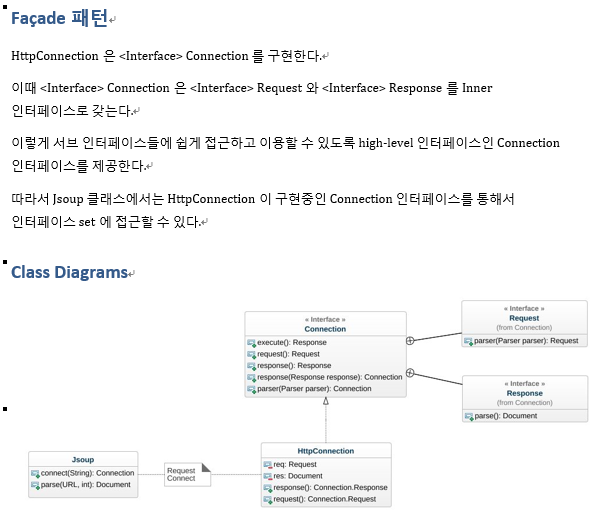 Façade 패턴
HttpConnection 은 <Interface> Connection 를 구현한다.
이때 <Interface> Connection 은 <Interface> Request 와 <Interface> Response 를 Inner
인터페이스로 갖는다.
이렇게 서브 인터페이스들에 쉽게 접근하고 이용할 수 있도록 high-level 인터페이스인 Connection
인터페이스를 제공한다.
따라서 Jsoup 클래스에서는 HttpConnection 이 구현중인 Connection 인터페이스를 통해서
인터페이스 set 에 접근할 수 있다.
Class Diagrams
« Interface »
Connection
execute(): Response
request(): Request
response(): Response
response(Response response): Connection
parser(Parser parser): Connection
« Interface »
Request
(from Connection)
parser(Parser parser): Request
« Interface »
Response
(from Connection)
parse(): Document
Jsoup
connect(String): Connection
parse(URL, int): Document
Request
Connect
HttpConnection
req: Request
res: Document
response(): Connection.Response
request(): Connection.Request